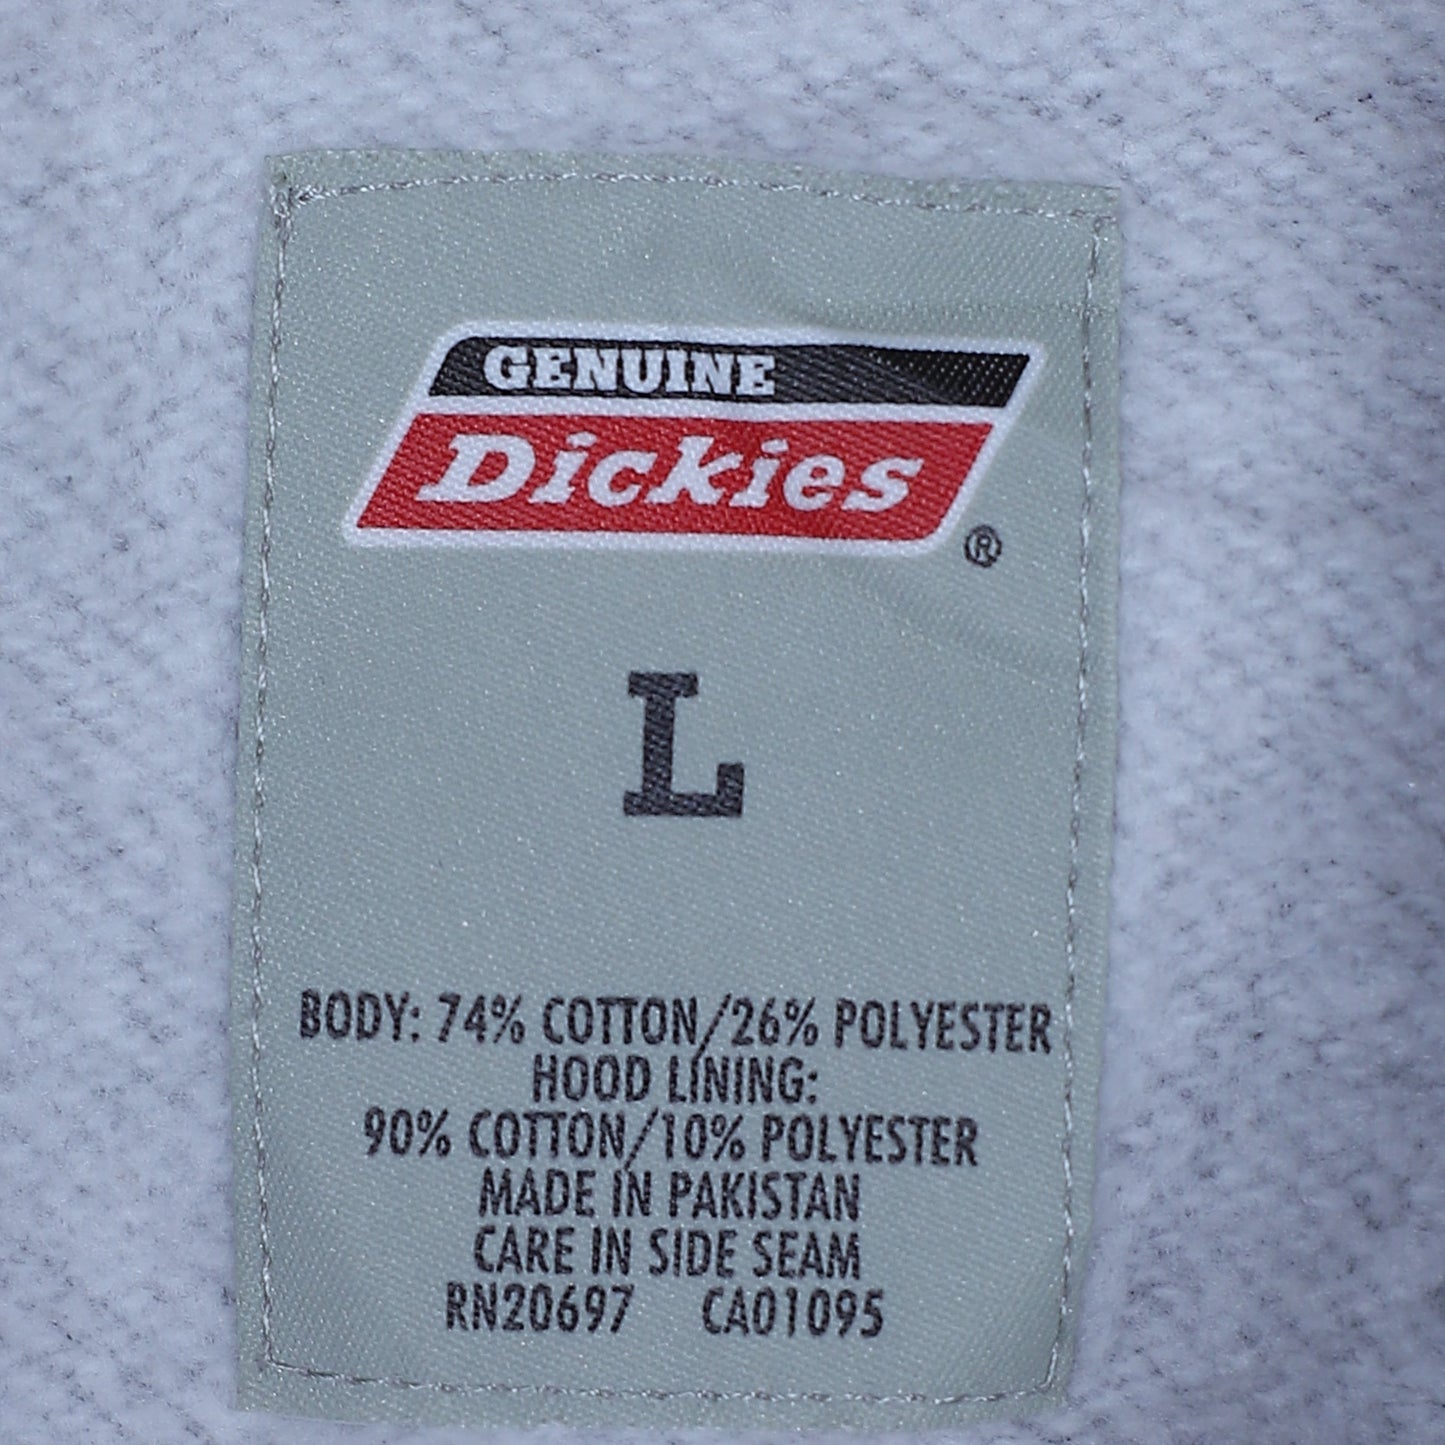 GENUINE
Dickies
®
L
BODY: 74% COTTON/26% POLYESTER
HOOD LINING:
90% COTTON/10% POLYESTER
MADE IN PAKISTAN
CARE IN SIDE SEAM
RN20697 CA01095